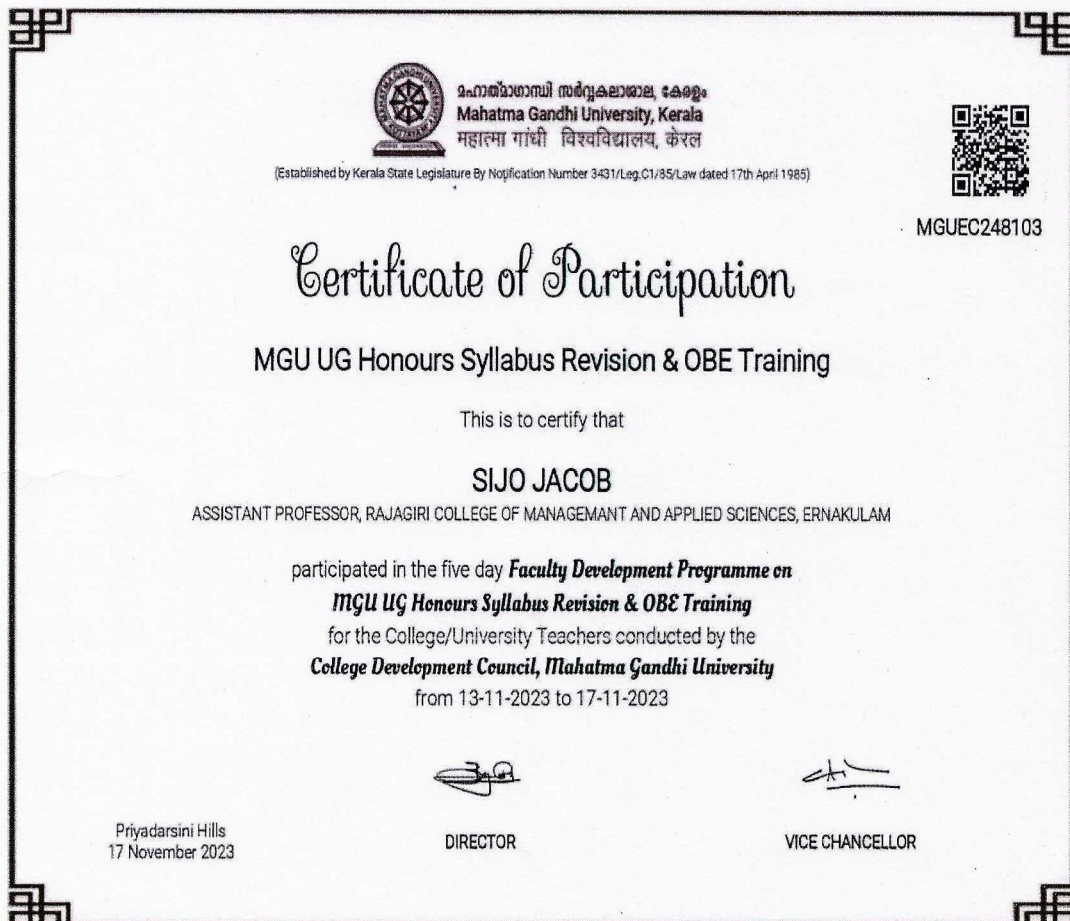 മഹാത്മാഗാന്ധി സർവ്വകലാശാല, കേരളം
Mahatma Gandhi University, Kerala
महात्मा गांधी विश्वविद्यालय, केरल
(Established by Kerala State Legislature By Notification Number 3431/Leg.C1/85/Law dated 17th April 1985)
MGUEC248103
Certificate of Participation
MGU UG Honours Syllabus Revision & OBE Training
This is to certify that
SIJO JACOB
ASSISTANT PROFESSOR, RAJAGIRI COLLEGE OF MANAGEMANT AND APPLIED SCIENCES, ERNAKULAM
participated in the five day Faculty Development Programme on
MGU UG Honours Syllabus Revision & OBE Training
for the College/University Teachers conducted by the
College Development Council, Mahatma Gandhi University
from 13-11-2023 to 17-11-2023
Priyadarsini Hills
17 November 2023
DIRECTOR
VICE CHANCELLOR